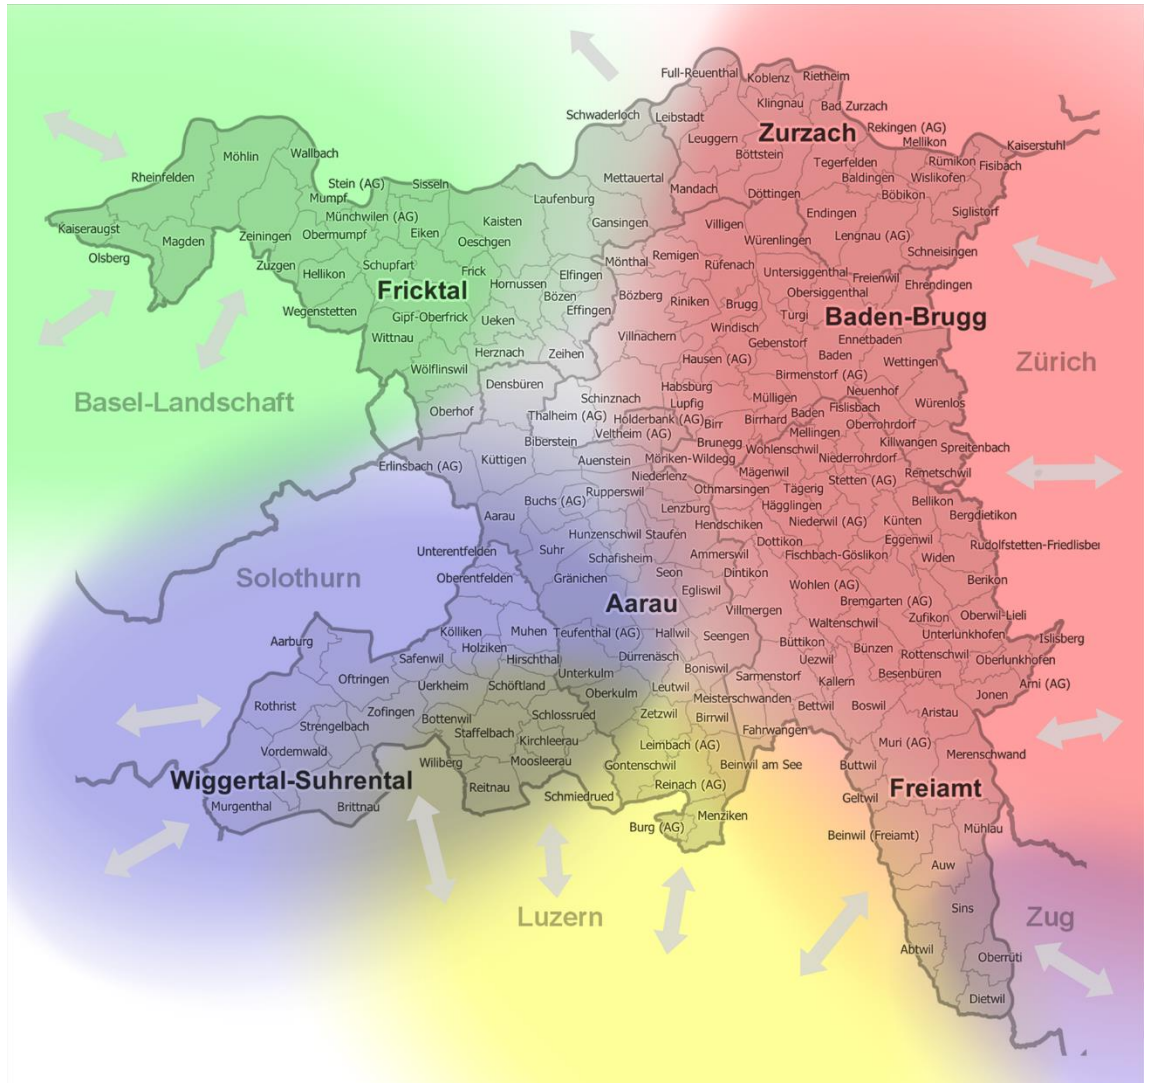 Full-Reuenthal
Koblenz
Rietheim
Klingnau
Bad Zurzach
Schwaderloch
Leibstadt
Zurzach
Rekingen (AG)
Mellikon
Kaiserstuhl
Leuggern
Böttstein
Tegerfelden
Rümikon
Fisibach
Baldingen
Wislikofen
Böbikon
Möhlin
Wallbach
Rheinfelden
Stein (AG)
Sisseln
Mumpf
Mettauertal
Mandach
Döttingen
Laufenburg
Siglistorf
Endingen
Münchwilen (AG)
Kaisten
Gansingen
Villigen
Kaiseraugst
Magden
Zeiningen
Obermumpf
Eiken
Oeschgen
Würenlingen
Lengnau (AG)
Schneisingen
Olsberg
Zuzgen
Hellikon
Schupfart
Frick
Hornussen
Elfingen
Mönthal
Remigen
Rüfenach
Untersiggenthal
Freienwil
Ehrendingen
Fricktal
Bözen
Effingen
Bözberg
Riniken
Brugg
Obersiggenthal
Turgi
Baden-Brugg
Wegenstetten
Gipf-Oberfrick
Ueken
Wittnau
Windisch
Gebenstorf
Villnachern
Ennetbaden
Herznach
Zeihen
Hausen (AG)
Baden
Wettingen
Zürich
Wölflinswil
Birmenstorf (AG)
Densbüren
Habsburg
Neuenhof
Basel-Landschaft
Schinznach
Lupfig
Mülligen
Würenlos
Oberhof
Thalheim (AG)
Holderbank (AG)
Birr
Birrhard
Baden
Fislisbach
Oberrohrdorf
Veltheim (AG)
Mellingen
Biberstein
Brunegg
Wohlenschwil
Killwangen
Spreitenbach
Erlinsbach (AG)
Küttigen
Auenstein
Möriken-Wildegg
Niederrohrdorf
Mägenwil
Remetschwil
Niederlenz
Othmarsingen
Tägerig
Stetten (AG)
Buchs (AG)
Rupperswil
Lenzburg
Hägglingen
Bellikon
Aarau
Hendschiken
Niederwil (AG)
Künten
Bergdietikon
Hunzenschwil
Staufen
Dottikon
Eggenwil
Rudolfstetten-Friedlisber
Unterentfelden
Suhr
Schafisheim
Ammerswil
Fischbach-Göslikon
Widen
Solothurn
Oberentfelden
Gränichen
Seon
Dintikon
Wohlen (AG)
Berikon
Egliswil
Aarau
Villmergen
Bremgarten (AG)
Zufikon
Oberwil-Lieli
Waltenschwil
Aarburg
Kölliken
Muhen
Teufenthal (AG)
Hallwil
Seengen
Büttikon
Unterlunkhofen
Islisberg
Holziken
Bünzen
Rottenschwil
Safenwil
Hirschthal
Dürrenäsch
Uezwil
Oberlunkhofen
Oftringen
Unterkulm
Boniswil
Sarmenstorf
Kallern
Besenbüren
Arni (AG)
Uerkheim
Schöftland
Oberkulm
Leutwil
Jonen
Rothrist
Meisterschwanden
Bettwil
Boswil
Aristau
Zofingen
Bottenwil
Schlossrued
Zetzwil
Birrwil
Strengelbach
Staffelbach
Fahrwangen
Vordemwald
Kirchleerau
Leimbach (AG)
Muri (AG)
Merenschwand
Wiliberg
Moosleerau
Gontenschwil
Beinwil am See
Buttwil
Wiggertal-Suhrental
Reitnau
Reinach (AG)
Freiamt
Murgenthal
Brittnau
Schmiedrued
Geltwil
Menziken
Burg (AG)
Beinwil (Freiamt)
Mühlau
Auw
Luzern
Sins
Zug
Abtwil
Oberrüti
Dietwil